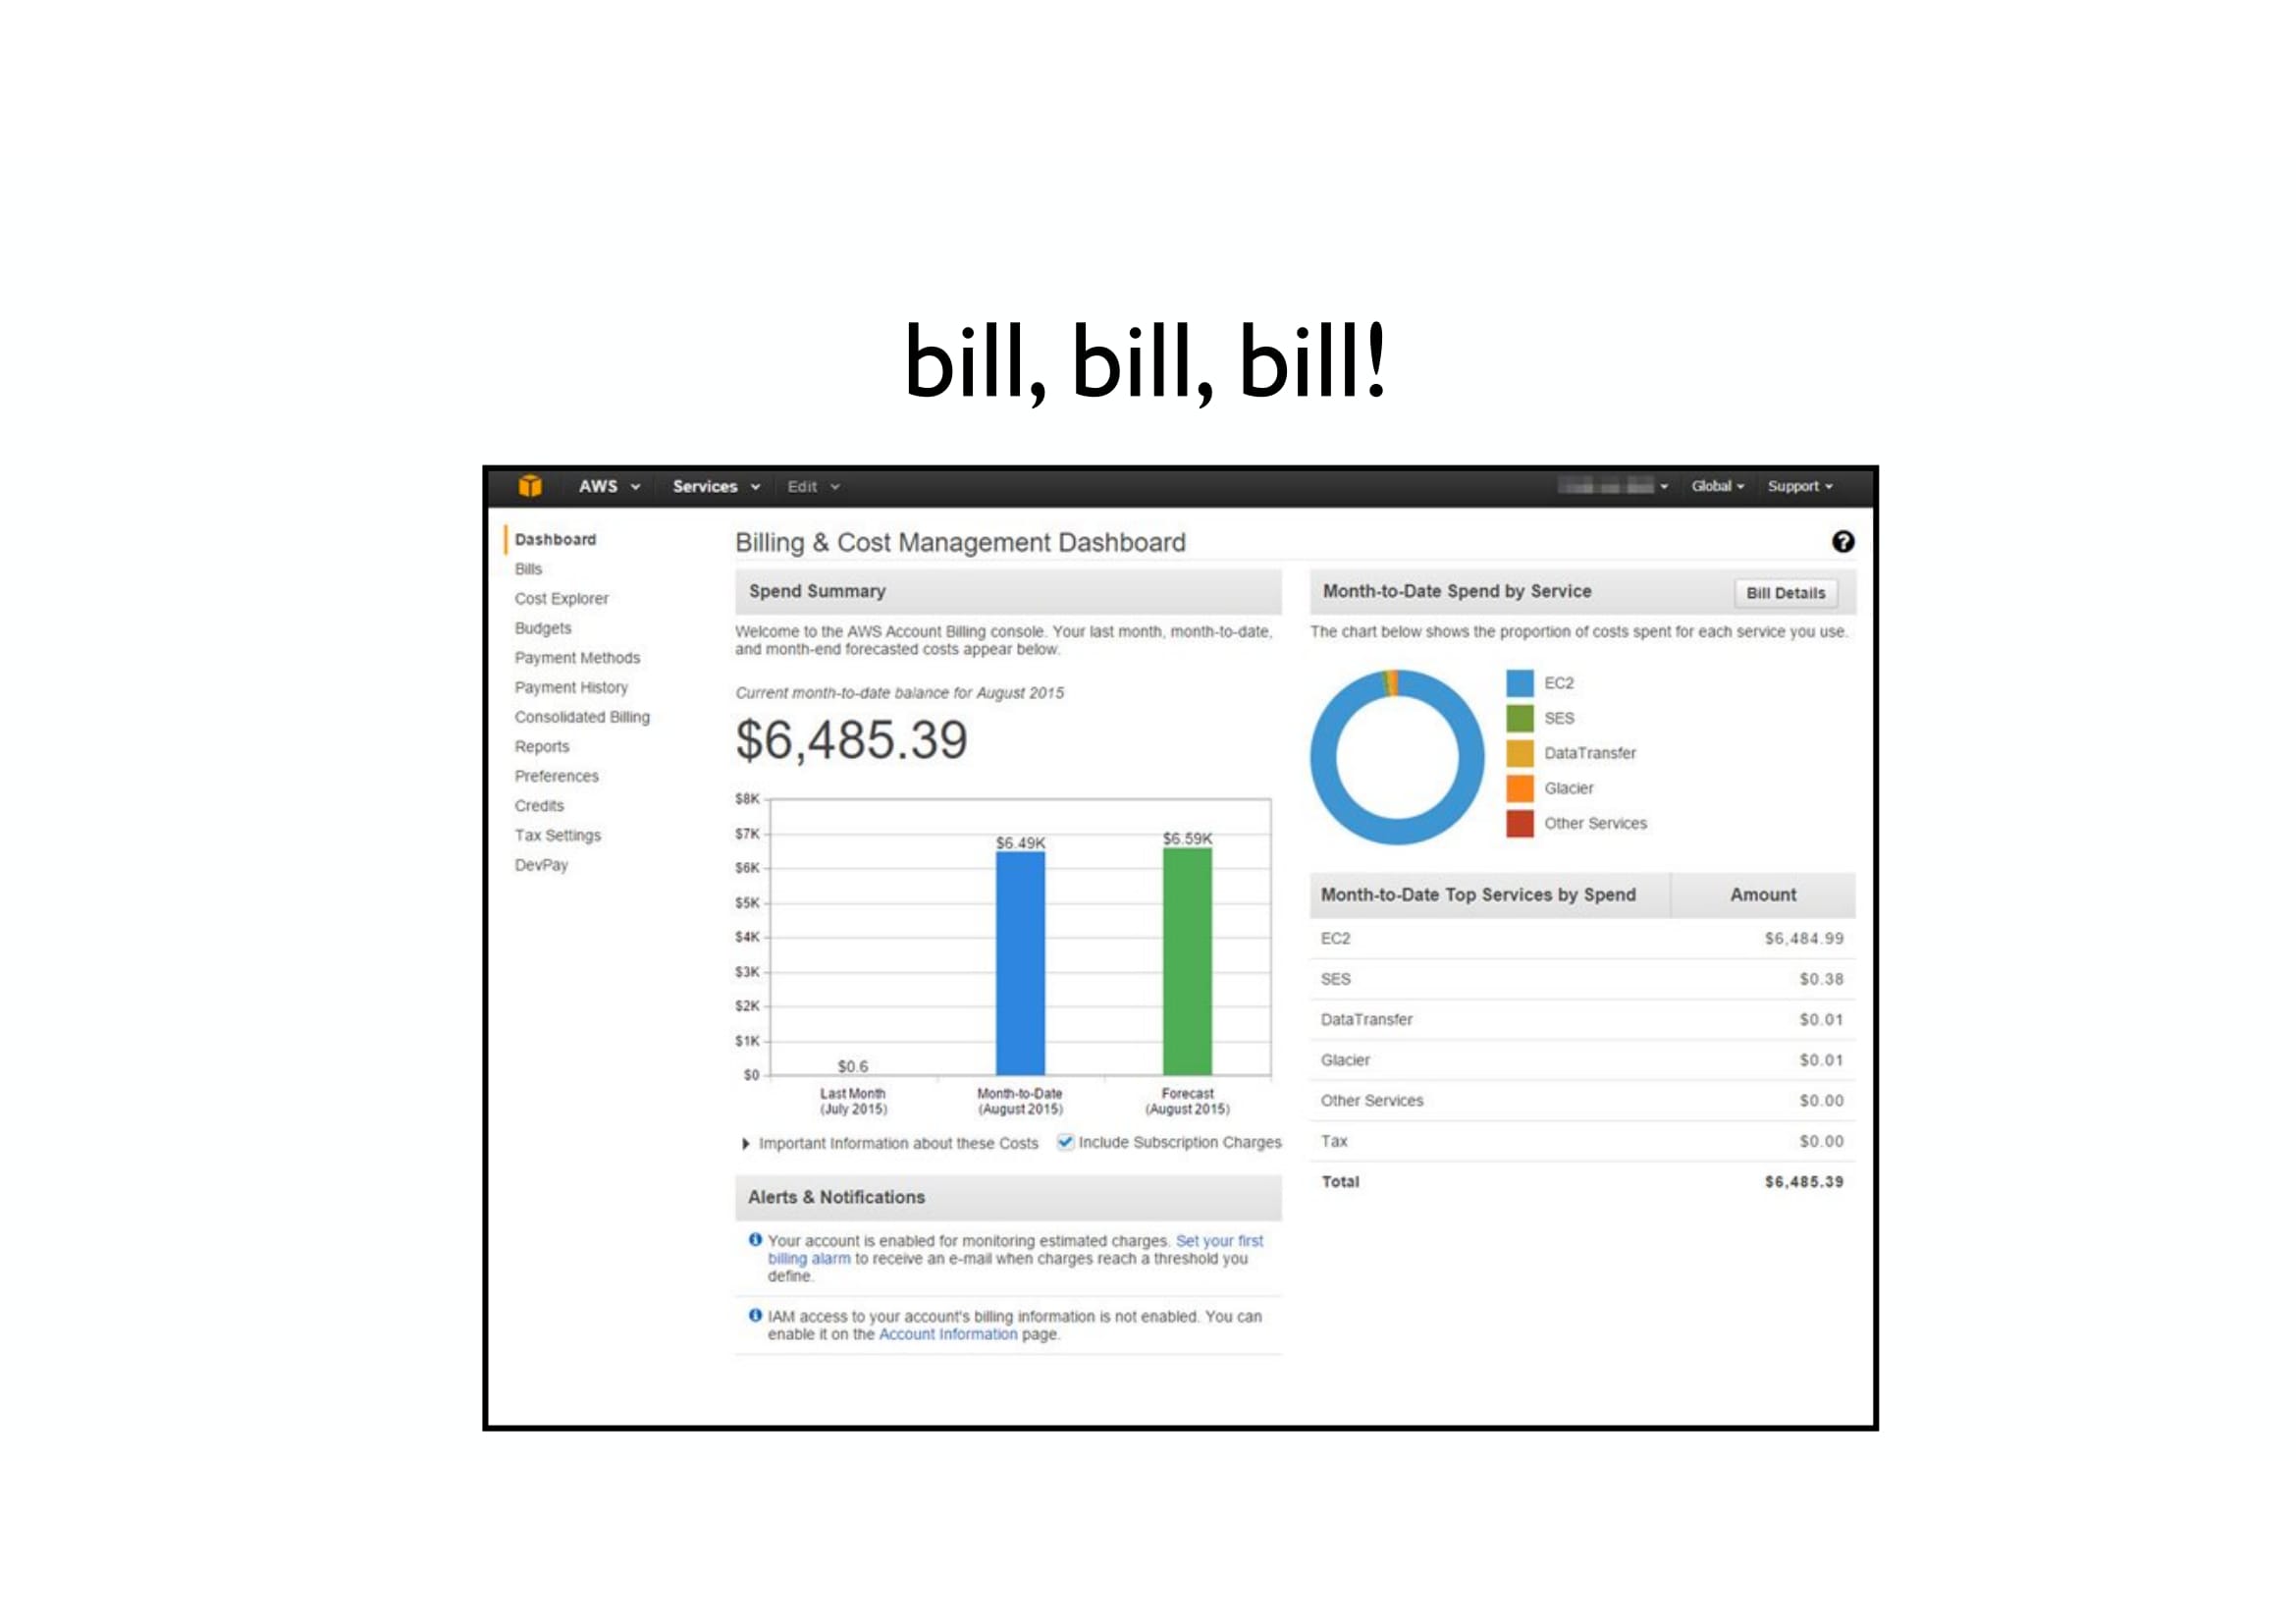 bill, bill, bill!
AWS Services Edit Global Support
Dashboard
Bills
Cost Explorer
Budgets
Payment Methods
Payment History
Consolidated Billing
Reports
Preferences
Credits
Tax Settings
DevPay
Billing & Cost Management Dashboard
?
Spend Summary
Welcome to the AWS Account Billing console. Your last month, month-to-date,
and month-end forecasted costs appear below.
Current month-to-date balance for August 2015
$6,485.39
$8K
$7K
$6K
$5K
$4K
$3K
$2K
$1K
$0
$0.6
$6.49K
$6.59K
Last Month
(July 2015)
Month-to-Date
(August 2015)
Forecast
(August 2015)
Important Information about these Costs
Include Subscription Charges
Alerts & Notifications
Your account is enabled for monitoring estimated charges. Set your first
billing alarm to receive an e-mail when charges reach a threshold you
define.
IAM access to your account's billing information is not enabled. You can
enable it on the Account Information page.
Month-to-Date Spend by Service
Bill Details
The chart below shows the proportion of costs spent for each service you use.
EC2
SES
DataTransfer
Glacier
Other Services
Month-to-Date Top Services by Spend Amount
EC2 $6,484.99
SES $0.38
DataTransfer $0.01
Glacier $0.01
Other Services $0.00
Tax $0.00
Total $6,485.39